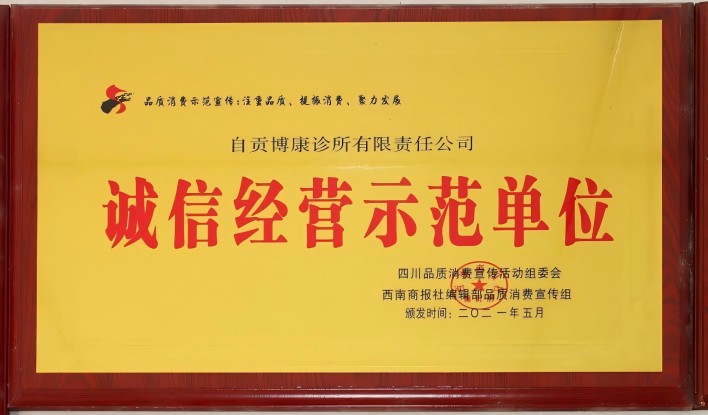 品质消费示范宣传：注重品质、提振消费、聚力发展
自贡博康诊所有限责任公司
诚信经营示范单位
四川品质消费宣传活动组委会
西南商报社编辑部品质消费宣传组
颁发时间：二〇二一年五月